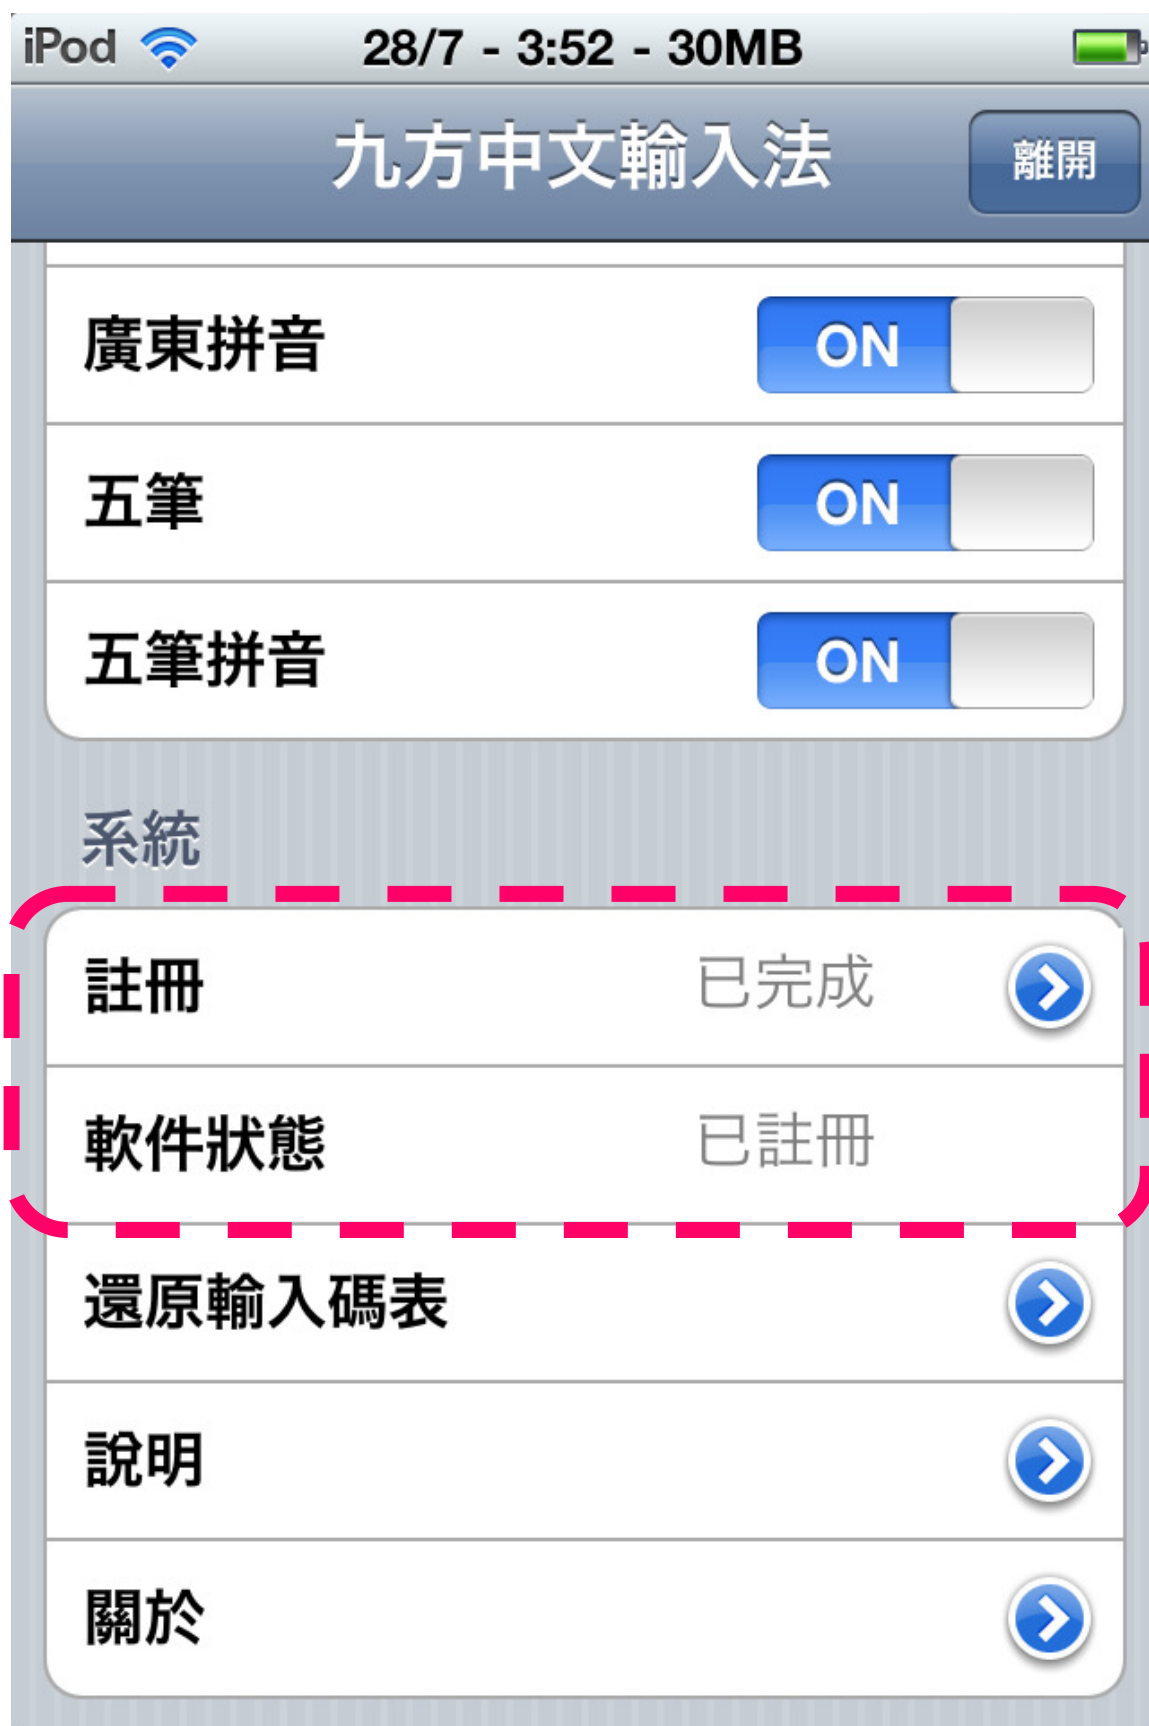 iPod 28/7 - 3:52 - 30MB
九方中文輸入法 離開
廣東拼音 ON
五筆 ON
五筆拼音 ON
系統
註冊 已完成
軟件狀態 已註冊
還原輸入碼表
說明
關於